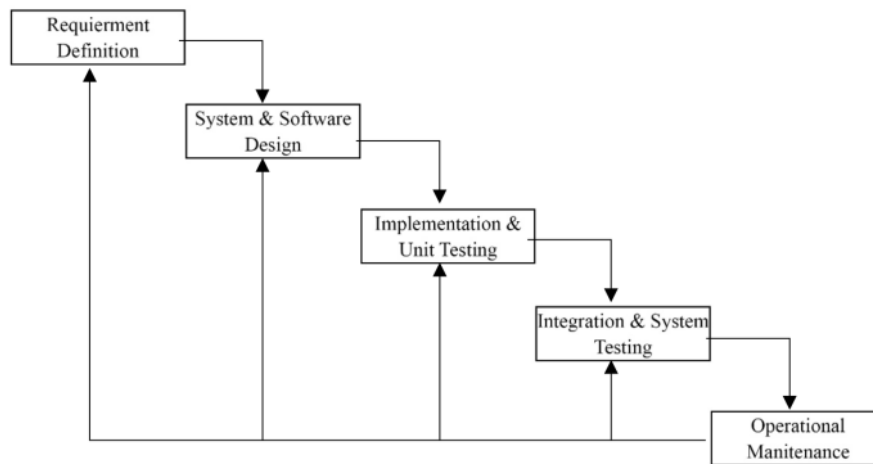 Requierment
Definition
System & Software
Design
Implementation &
Unit Testing
Integration & System
Testing
Operational
Manitenance